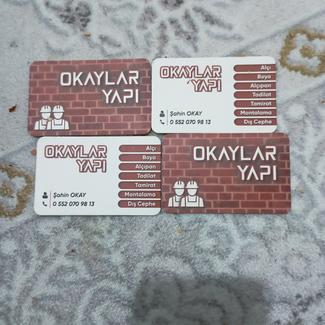 OKAYLAR
YAPI
OKAYLAR
YAPI
Şahin OKAY
0 552 070 98 13
Alçı
Boya
Alçıpan
Tadilat
Tamirat
Mantolama
Dış Cephe
OKAYLAR
YAPI
Şahin OKAY
0 552 070 98 13
Alçı
Boya
Alçıpan
Tadilat
Tamirat
Mantolama
Dış Cephe
OKAYLAR
YAPI